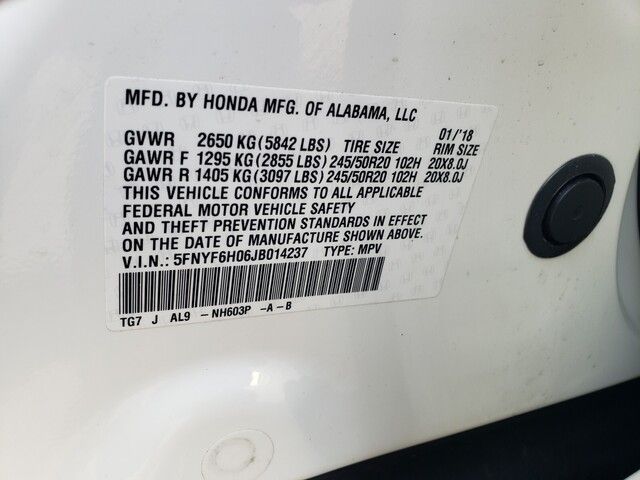 MFD. BY HONDA MFG. OF ALABAMA, LLC
01/'18
GVWR 2650 KG(5842 LBS) TIRE SIZE RIM SIZE
GAWR F 1295 KG(2855 LBS)245/50R20 102H 20X8.0J
GAWR R 1405 KG(3097 LBS)245/50R20 102H 20X8.0J
THIS VEHICLE CONFORMS TO ALL APPLICABLE
FEDERAL MOTOR VEHICLE SAFETY
AND THEFT PREVENTION STANDARDS IN EFFECT
ON THE DATE OF MANUFACTURE SHOWN ABOVE.
V.I.N.: 5FNYF6H06JB014237 TYPE: MPV
TG7 J AL9 -NH603P -A-B